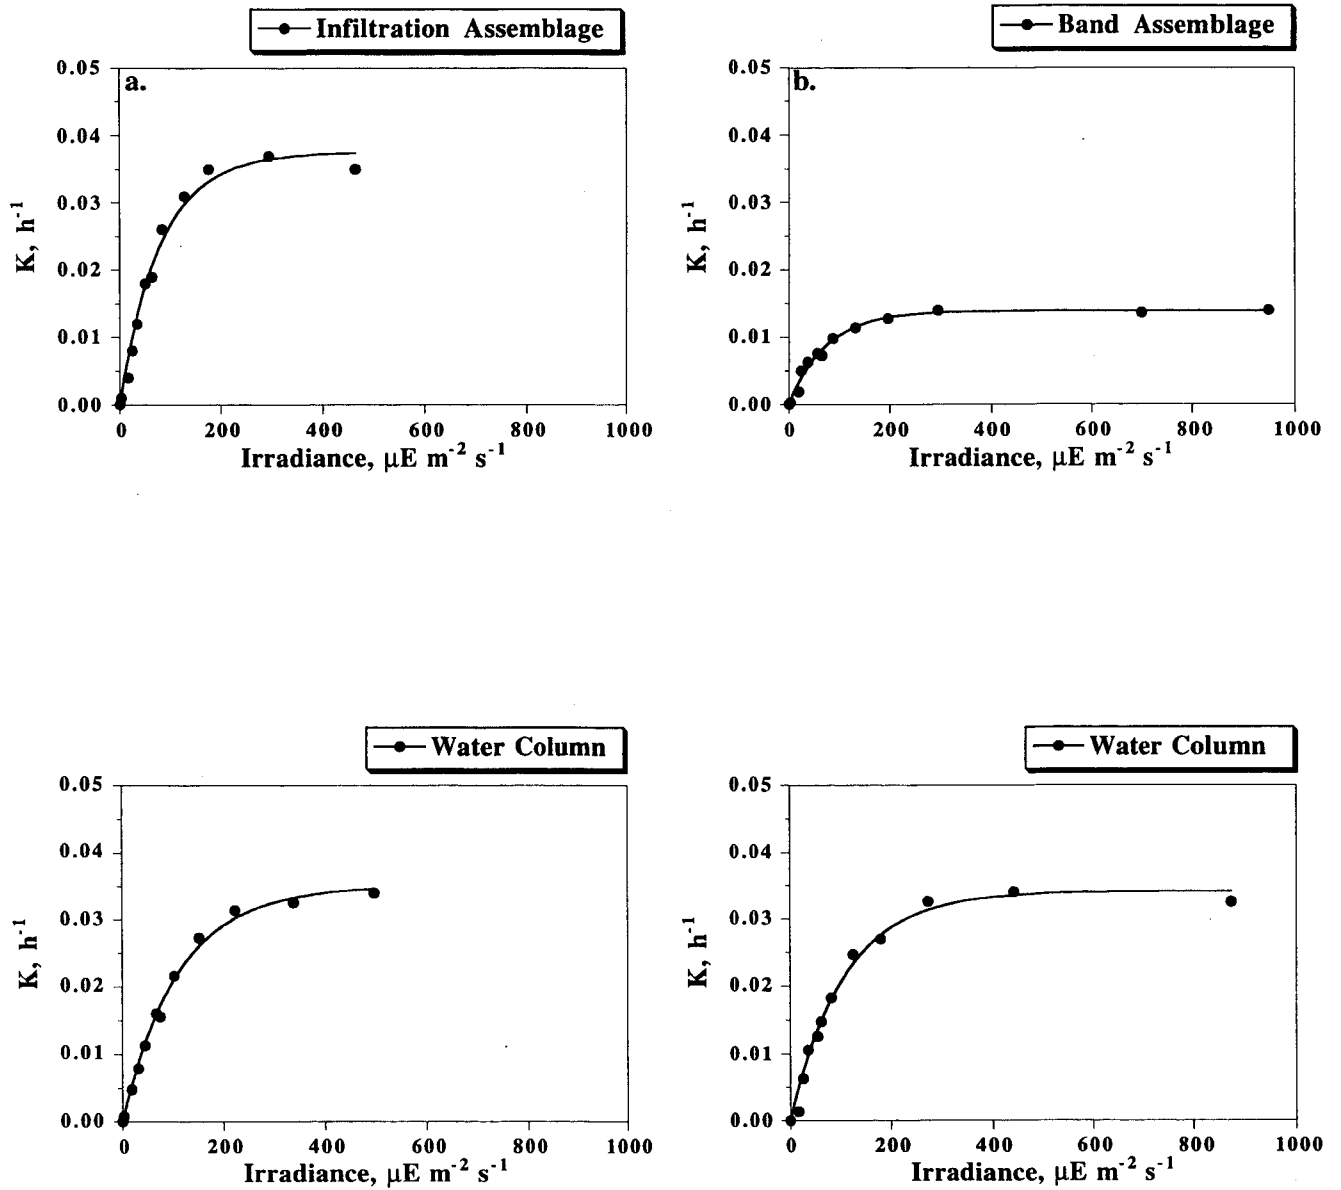 Infiltration Assemblage
a.
0.05
0.04
0.03
0.02
0.01
0.00
K, h⁻¹
0 200 400 600 800 1000
Irradiance, µE m⁻² s⁻¹
Band Assemblage
b.
0.05
0.04
0.03
0.02
0.01
0.00
K, h⁻¹
0 200 400 600 800 1000
Irradiance, µE m⁻² s⁻¹
Water Column
0.05
0.04
0.03
0.02
0.01
0.00
K, h⁻¹
0 200 400 600 800 1000
Irradiance, µE m⁻² s⁻¹
Water Column
0.05
0.04
0.03
0.02
0.01
0.00
K, h⁻¹
0 200 400 600 800 1000
Irradiance, µE m⁻² s⁻¹